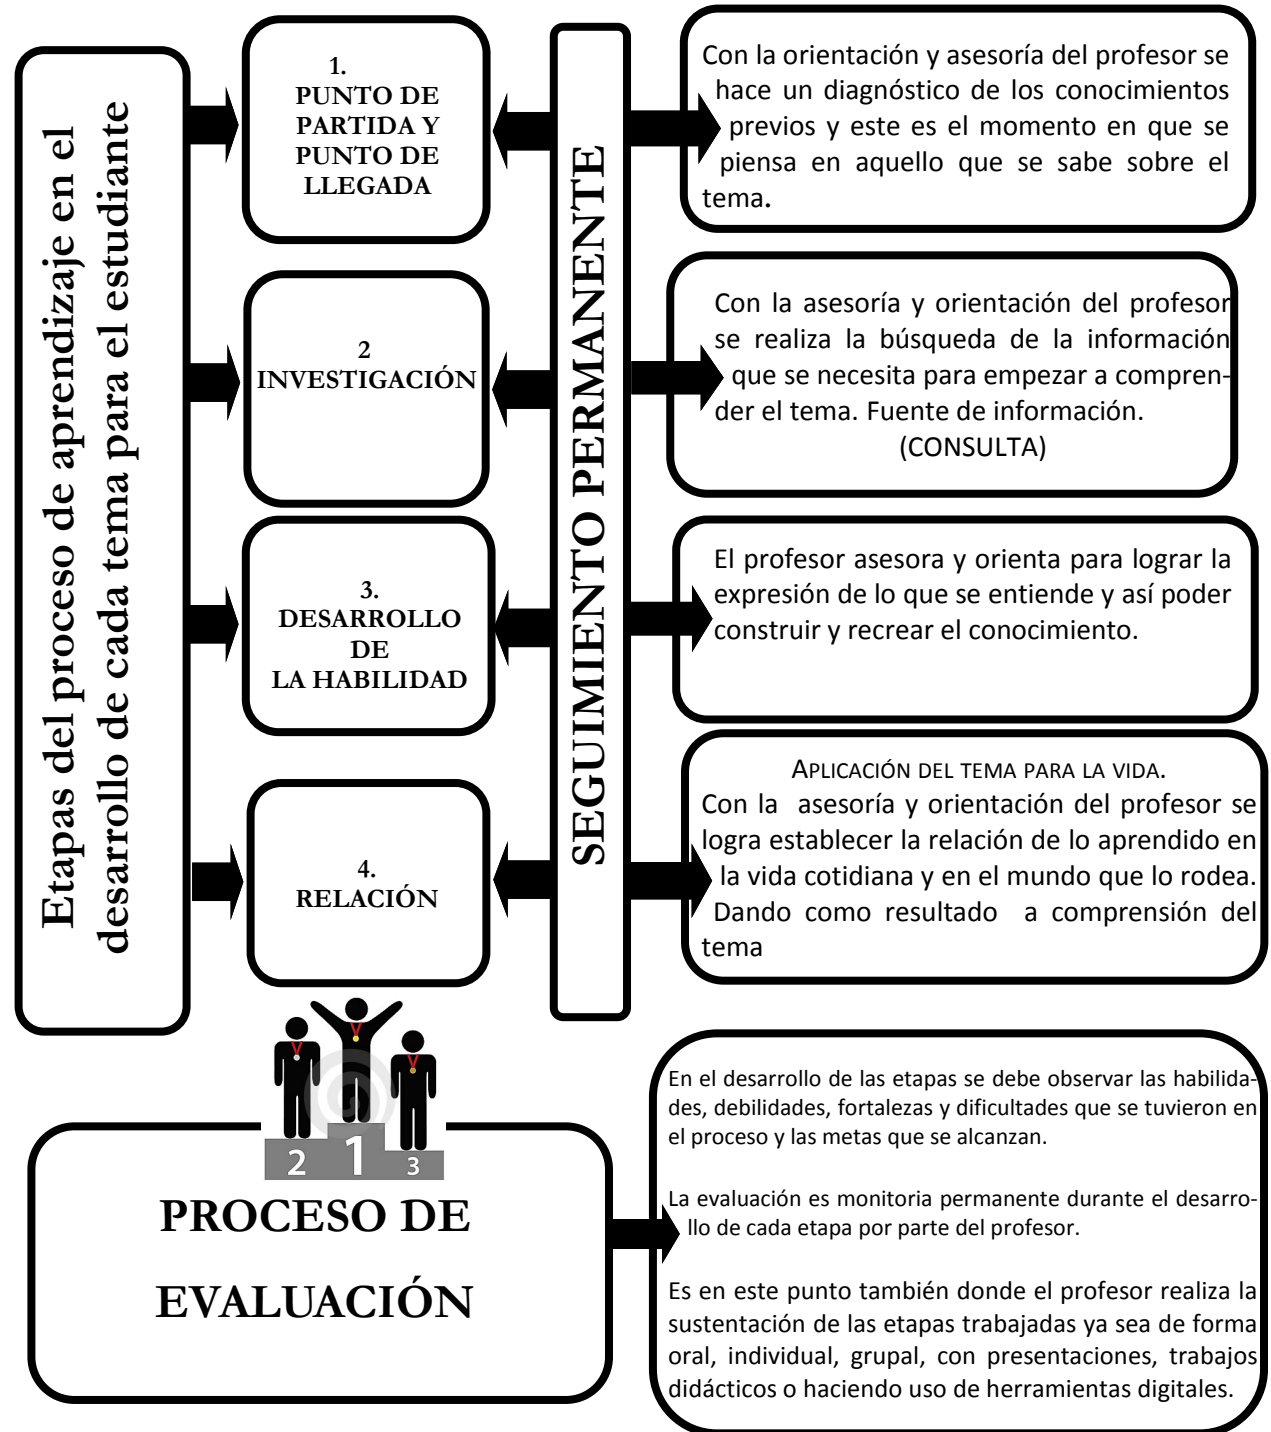 Etapas del proceso de aprendizaje en el
desarrollo de cada tema para el estudiante
1.
PUNTO DE
PARTIDA Y
PUNTO DE
LLEGADA
2
INVESTIGACIÓN
3.
DESARROLLO
DE
LA HABILIDAD
4.
RELACIÓN
SEGUIMIENTO PERMANENTE
Con la orientación y asesoría del profesor se
hace un diagnóstico de los conocimientos
previos y este es el momento en que se
piensa en aquello que se sabe sobre el
tema.
Con la asesoría y orientación del profesor
se realiza la búsqueda de la información
que se necesita para empezar a compren-
der el tema. Fuente de información.
(CONSULTA)
El profesor asesora y orienta para lograr la
expresión de lo que se entiende y así poder
construir y recrear el conocimiento.
APLICACIÓN DEL TEMA PARA LA VIDA.
Con la asesoría y orientación del profesor se
logra establecer la relación de lo aprendido en
la vida cotidiana y en el mundo que lo rodea.
Dando como resultado a comprensión del
tema
2 1 3
PROCESO DE
EVALUACIÓN
En el desarrollo de las etapas se debe observar las habilida-
des, debilidades, fortalezas y dificultades que se tuvieron en
el proceso y las metas que se alcanzan.
La evaluación es monitoria permanente durante el desarro-
llo de cada etapa por parte del profesor.
Es en este punto también donde el profesor realiza la
sustentación de las etapas trabajadas ya sea de forma
oral, individual, grupal, con presentaciones, trabajos
didácticos o haciendo uso de herramientas digitales.